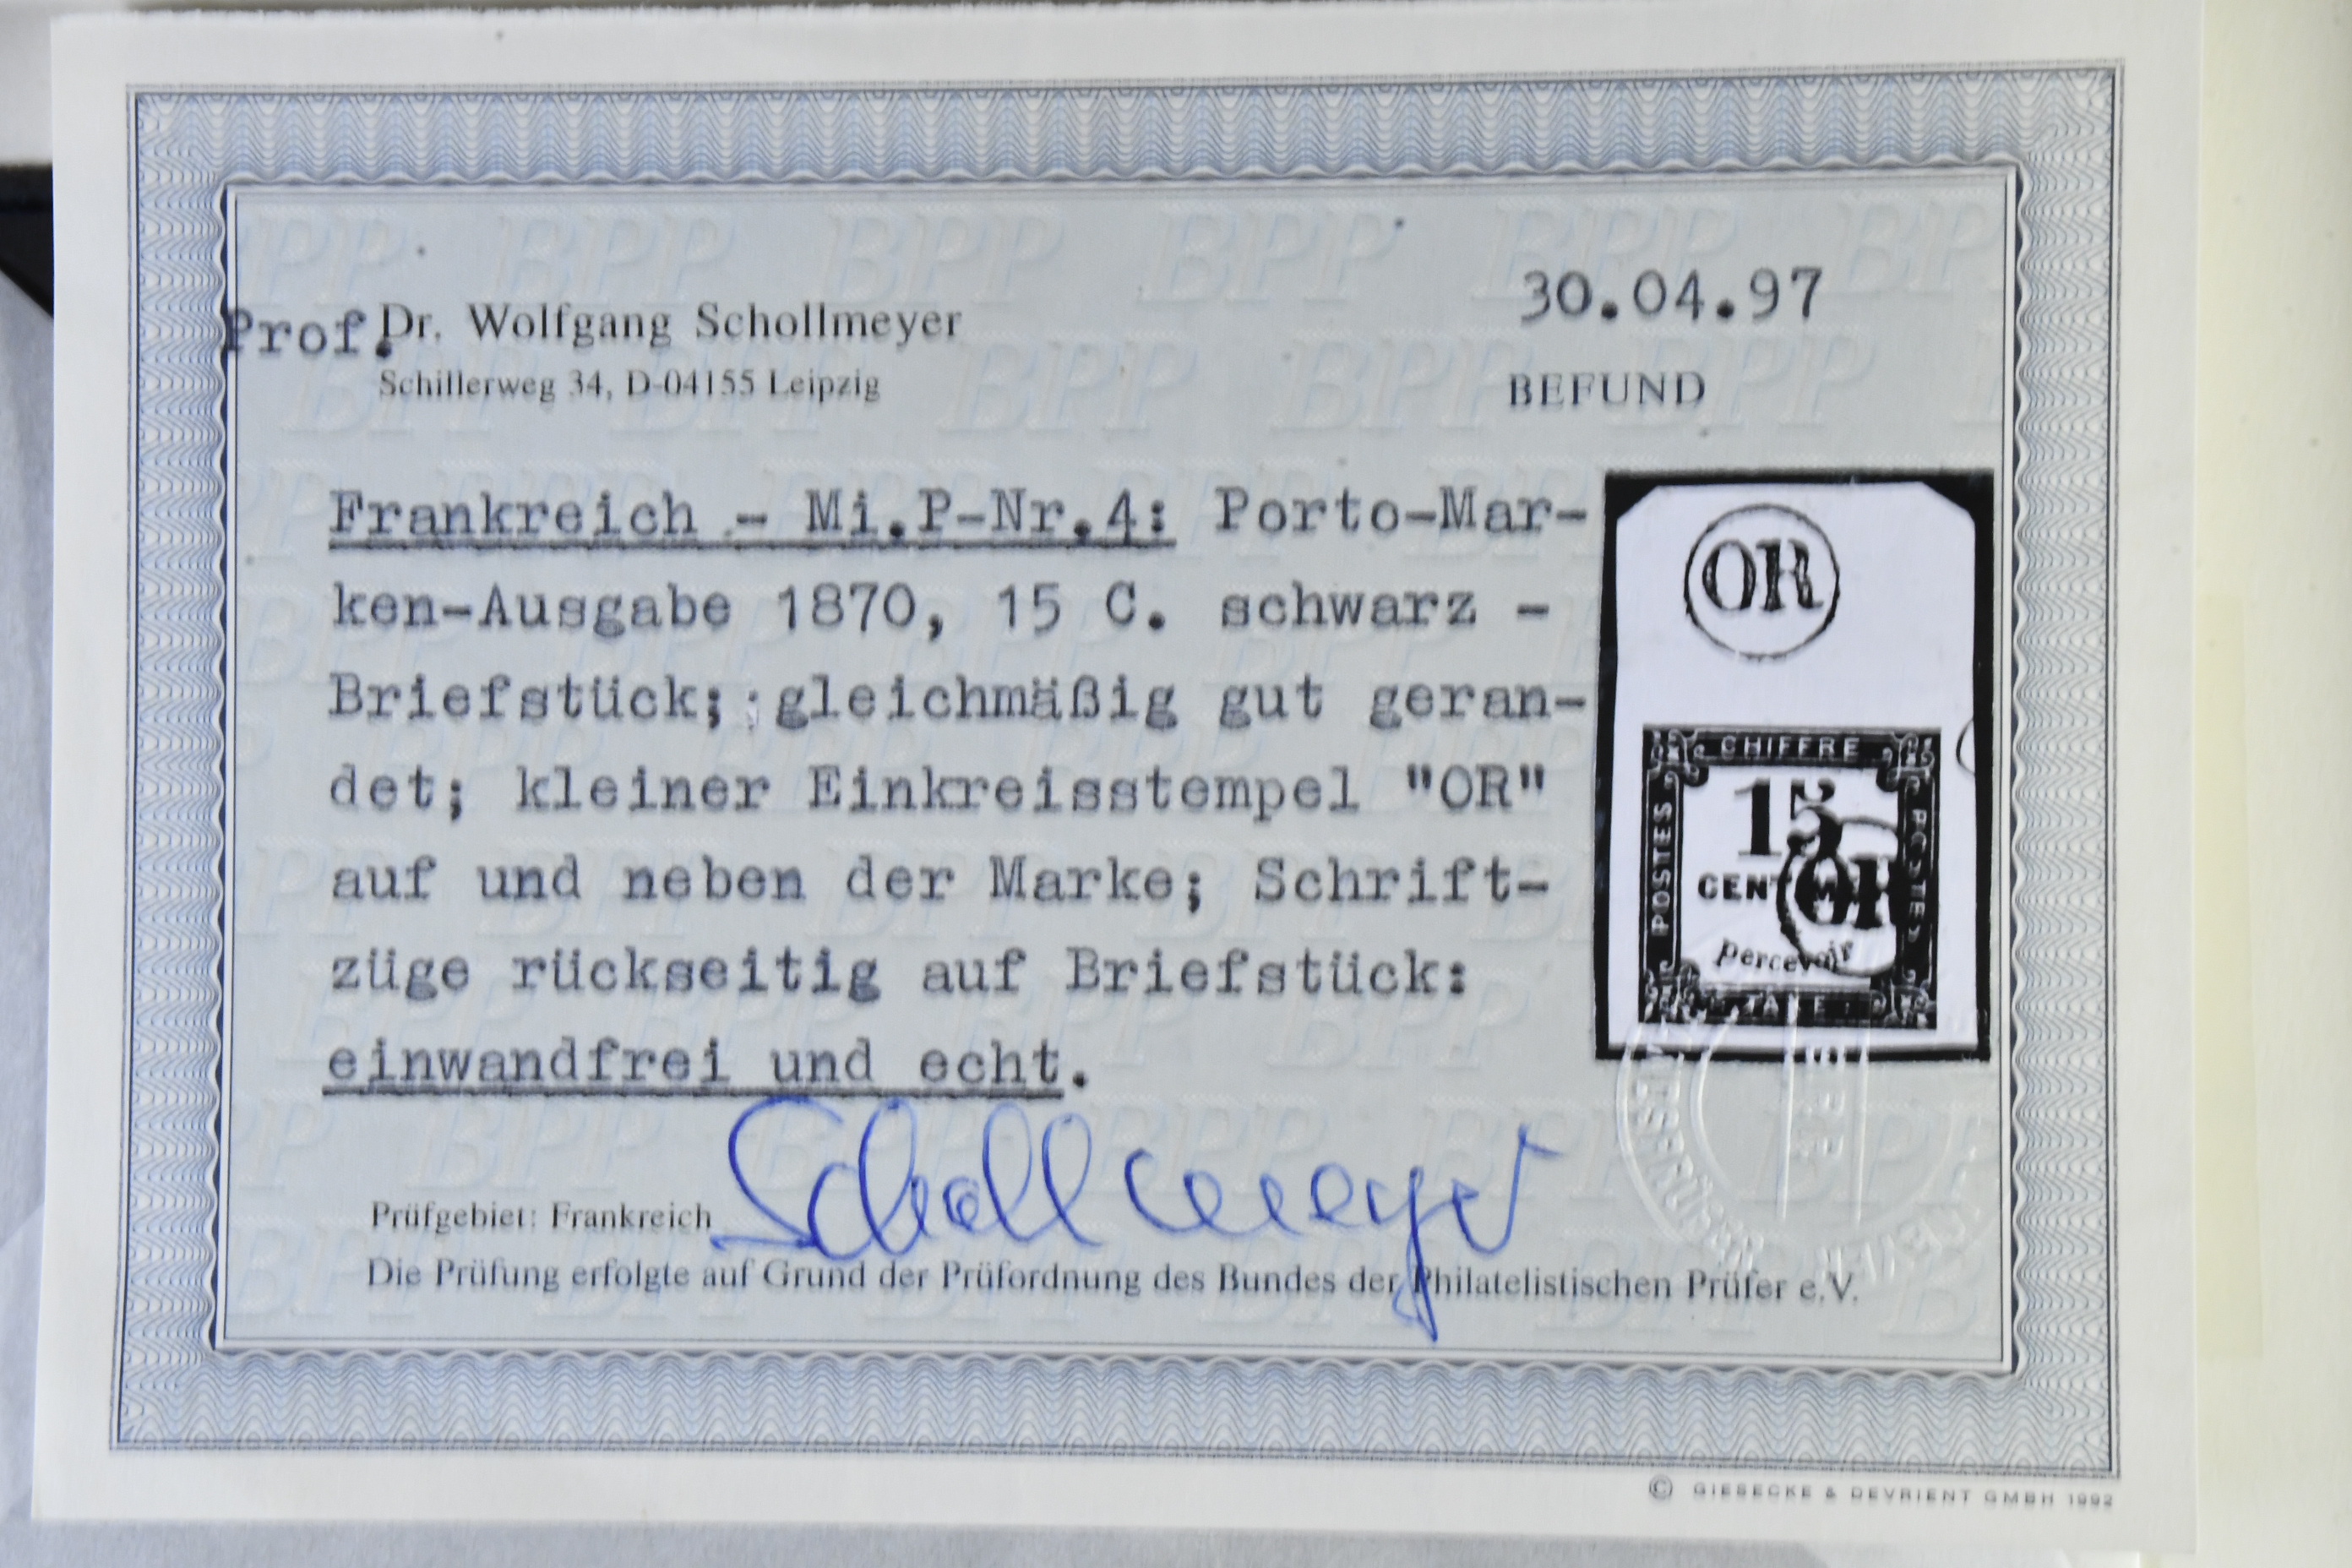 30.04.97
Prof. Dr. Wolfgang Schollmeyer
Schillerweg 34, D-04155 Leipzig
BEFUND
Frankreich - Mi.P-Nr.4: Porto-Mar-
ken-Ausgabe 1870, 15 C. schwarz -
Briefstück; gleichmäßig gut geran-
det; kleiner Einkreisstempel "OR"
auf und neben der Marke; Schrift-
züge rückseitig auf Briefstück:
einwandfrei und echt.
OR
CHIFFRE
POSTES
15
OR
percevoir
Schollmeyer
Prüfgebiet: Frankreich
Die Prüfung erfolgte auf Grund der Prüfordnung des Bundes der Philatelistischen Prüfer e.V.
© GIESECKE & DEVRIENT GMBH 1992
BPP